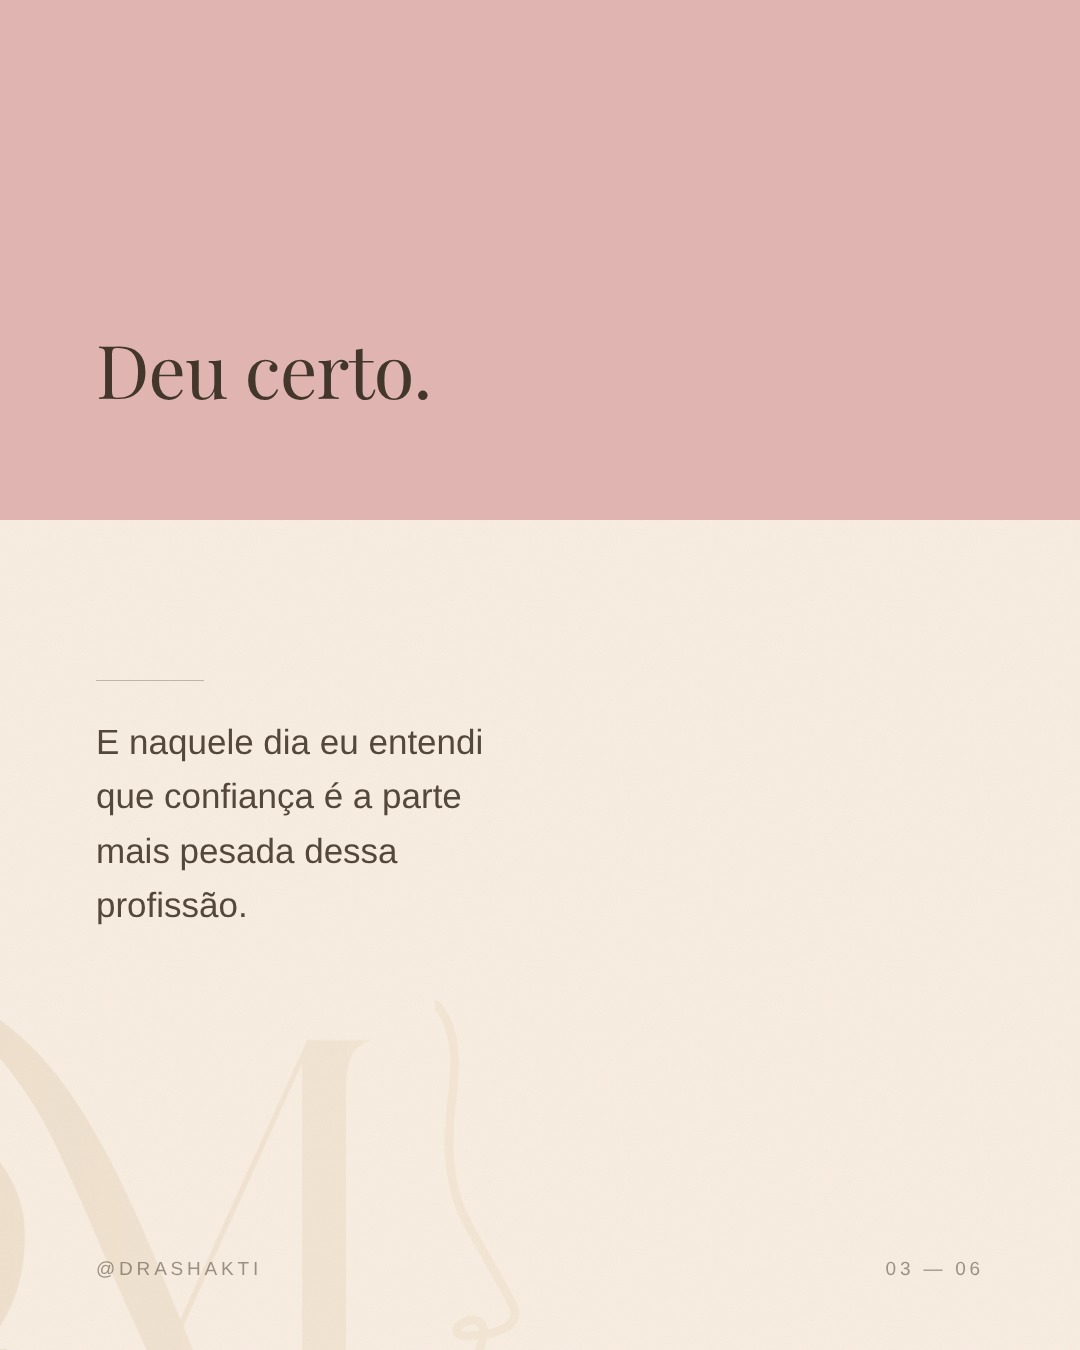 Deu certo.
E naquele dia eu entendi
que confiança é a parte
mais pesada dessa
profissão.
@DRASHAKTI
03 — 06